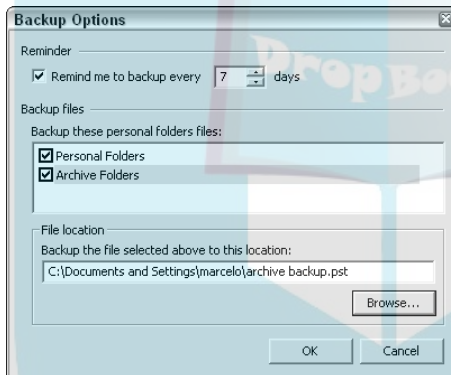 Backup Options
Reminder
Remind me to backup every 7 days
Backup files
Backup these personal folders files:
Personal Folders
Archive Folders
File location
Backup the file selected above to this location:
C:\Documents and Settings\marcelo\archive backup.pst
Browse...
OK Cancel